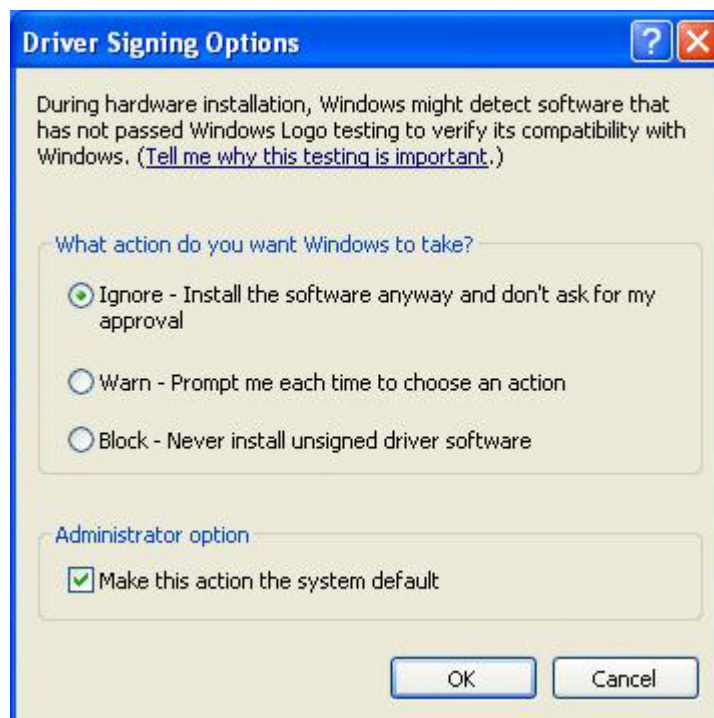 Driver Signing Options
During hardware installation, Windows might detect software that
has not passed Windows Logo testing to verify its compatibility with
Windows. (Tell me why this testing is important.)
What action do you want Windows to take?
Ignore - Install the software anyway and don't ask for my
approval
Warn - Prompt me each time to choose an action
Block - Never install unsigned driver software
Administrator option
Make this action the system default
OK Cancel